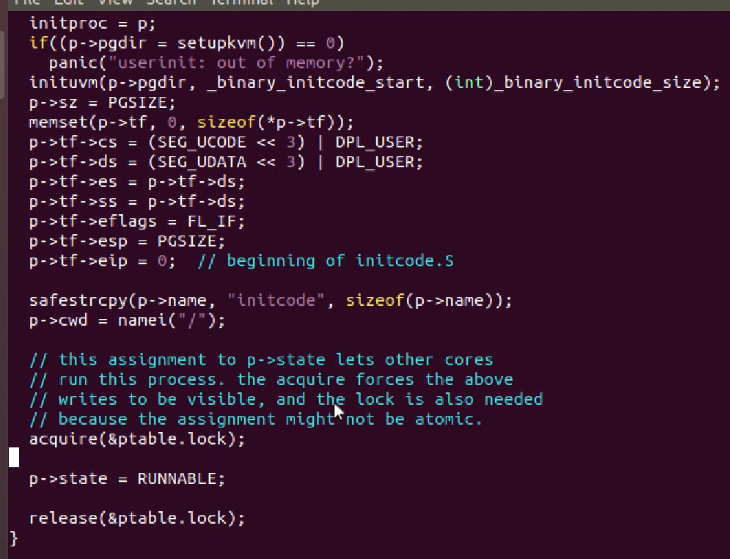 File Edit View Search Terminal Help
initproc = p;
if((p->pgdir = setupkvm()) == 0)
panic("userinit: out of memory?");
inituvm(p->pgdir, _binary_initcode_start, (int)_binary_initcode_size);
p->sz = PGSIZE;
memset(p->tf, 0, sizeof(*p->tf));
p->tf->cs = (SEG_UCODE << 3) | DPL_USER;
p->tf->ds = (SEG_UDATA << 3) | DPL_USER;
p->tf->es = p->tf->ds;
p->tf->ss = p->tf->ds;
p->tf->eflags = FL_IF;
p->tf->esp = PGSIZE;
p->tf->eip = 0;  // beginning of initcode.S
safestrcpy(p->name, "initcode", sizeof(p->name));
p->cwd = namei("/");
// this assignment to p->state lets other cores
// run this process. the acquire forces the above
// writes to be visible, and the lock is also needed
// because the assignment might not be atomic.
acquire(&ptable.lock);
p->state = RUNNABLE;
release(&ptable.lock);
}